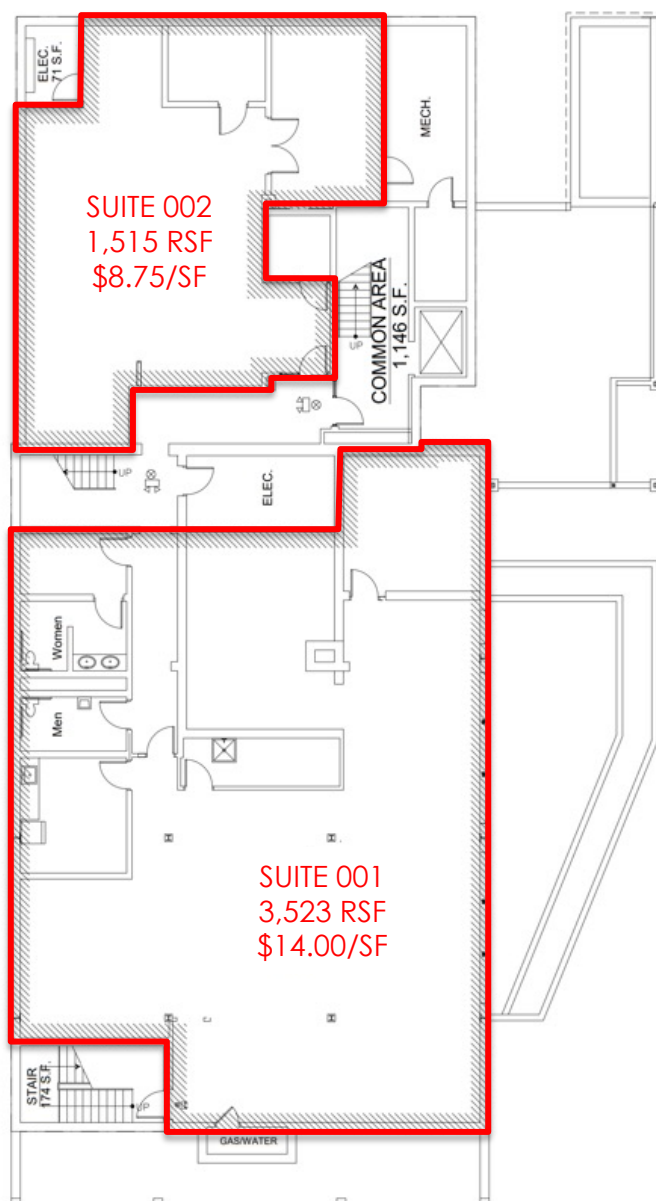 ELEC.
71 S.F.
MECH.
SUITE 002
1,515 RSF
$8.75/SF
COMMON AREA
1,146 S.F.
UP
UP
ELEC.
Women
Men
SUITE 001
3,523 RSF
$14.00/SF
STAIR
174 S.F.
UP
GAS/WATER